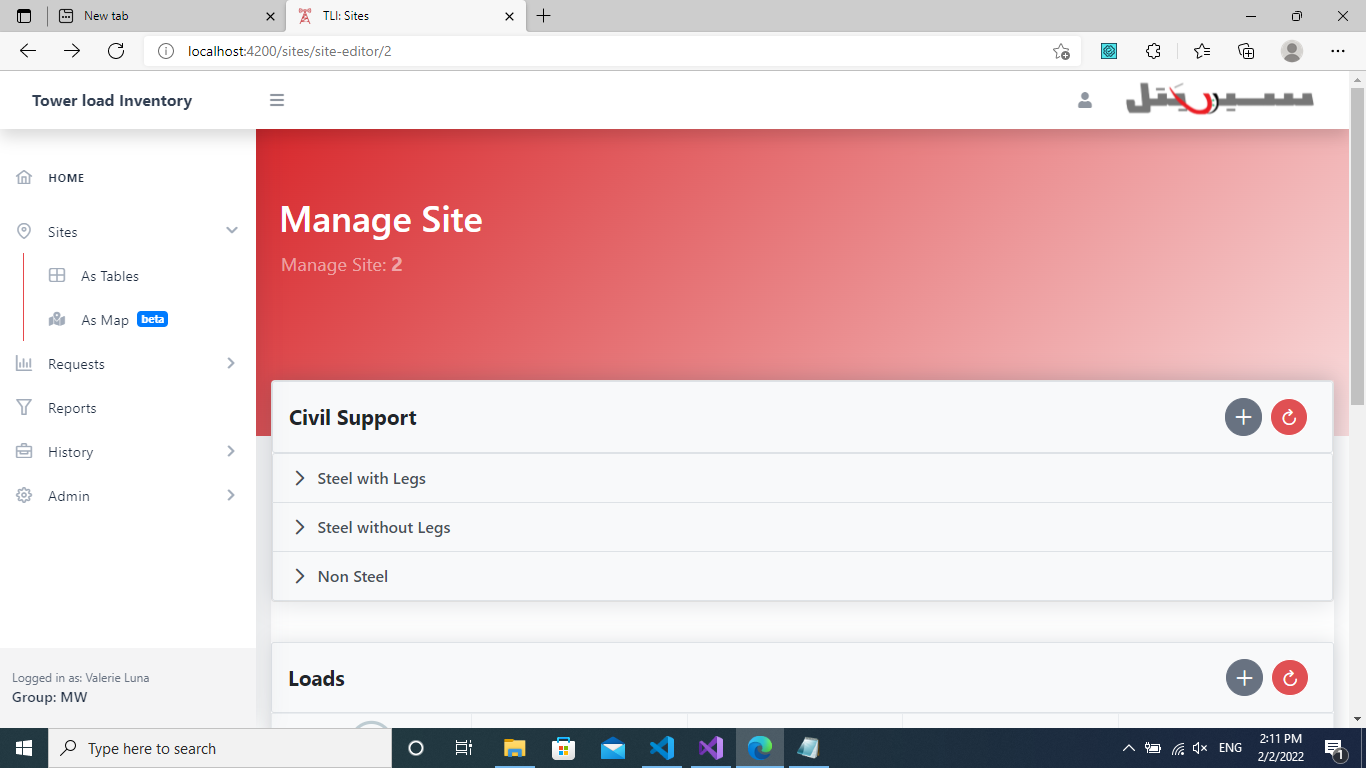 New tab
TLI: Sites
localhost:4200/sites/site-editor/2
Tower load Inventory
سيريتل
HOME
Sites
As Tables
As Map beta
Requests
Reports
History
Admin
Logged in as: Valerie Luna
Group: MW
Manage Site
Manage Site: 2
Civil Support
Steel with Legs
Steel without Legs
Non Steel
Loads
Type here to search
ENG
2:11 PM
2/2/2022
1